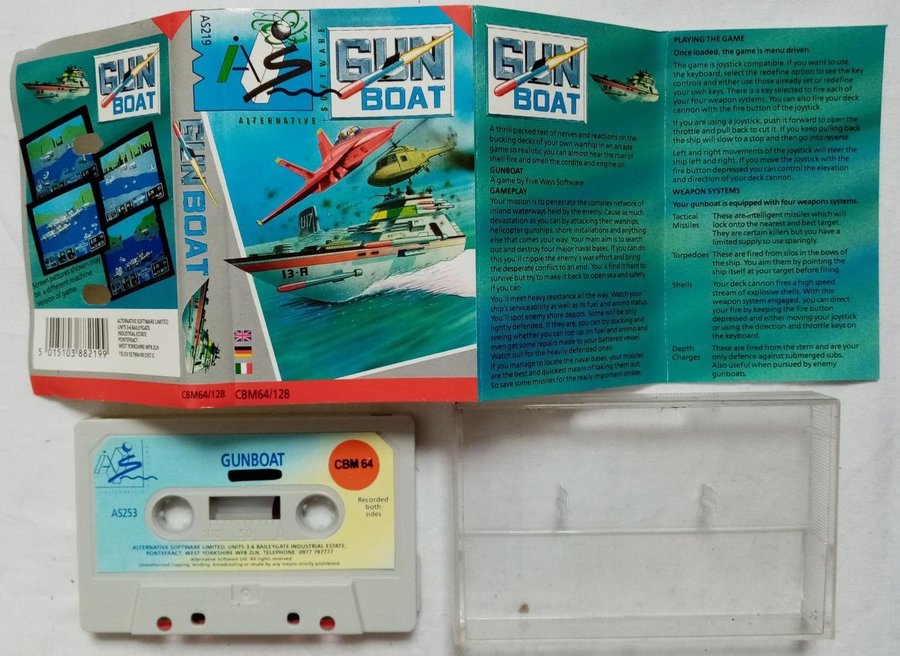 GUN
BOAT
Screen pictures shown may
be a different machine
version of game.
5 015103 882199
ALTERNATIVE SOFTWARE LIMITED
UNITS 3-6 BAILEYGATE
INDUSTRIAL ESTATE
PONTEFRACT
WEST YORKSHIRE WF8 2LN
AS219
GUNBOAT
CBM64/128
SOFTWARE
ALTERNATIVE
GUN
BOAT
017
13-A
CBM64/128
GUN
BOAT
A thrill packed test of nerves and reactions on the
bucking decks of your own warship in an arcade
game so realistic you can almost hear the roar of
shell fire and smell the cordite and engine oil.
GUNBOAT
A game by Five Ways Software
GAMEPLAY
Your mission is to penetrate the complex network of
inland waterways held by the enemy. Cause as much
devastation as you can by attacking their warships,
helicopter gunships, shore installations and anything
else that comes your way. Your main aim is to search
out and destroy four major naval bases. If you can do
this you'll cripple the enemy's war effort and bring
the desperate conflict to an end. You'll find it hard to
survive but try to make it back to open sea and safety
if you can
You'll meet heavy resistance all the way. Watch your
ship's serviceability as well as its fuel and ammo status.
You'll spot enemy shore depots. Some will be only
lightly defended. If they are, you can try docking and
seeing whether you can top up on fuel and ammo and
even get some repairs made to your battered vessel.
Watch out for the heavily defended ones!
If you manage to locate the naval bases, your missiles
are the best and quickest means of taking them out.
So save some missiles for the really important strikes.
PLAYING THE GAME
Once loaded, the game is menu driven.
The game is joystick compatible. If you want to use
the keyboard, select the redefine option to see the key
controls and either use those already set or redefine
your own keys. There is a key selected to fire each of
your four weapon systems. You can also fire your deck
cannon with the fire button of the joystick.
If you are using a joystick, push it forward to open the
throttle and pull back to cut it. If you keep pulling back
the ship will slow to a stop and then go into reverse.
Left and right movements of the joystick will steer the
ship left and right. If you move the joystick with the
fire button depressed you can control the elevation
and direction of your deck cannon.
WEAPON SYSTEMS
Your gunboat is equipped with four weapons systems.
Tactical Missiles These are intelligent missiles which will
lock onto the nearest and best target.
They are certain killers but you have a
limited supply so use sparingly.
Torpedoes These are fired from silos in the bows of
the ship. You aim them by pointing the
ship itself at your target before firing.
Shells Your deck cannon fires a high speed
stream of explosive shells. With this
weapon system engaged, you can direct
your fire by keeping the fire button
depressed and either moving your joystick
or using the direction and throttle keys on
the keyboard.
Depth Charges These are fired from the stern and are your
only defence against submerged subs.
Also useful when pursued by enemy
gunboats.
ALTERNATIVE
GUNBOAT
CBM 64
AS253
Recorded
both
sides
ALTERNATIVE SOFTWARE LIMITED, UNITS 3-6 BAILEYGATE INDUSTRIAL ESTATE,
PONTEFRACT, WEST YORKSHIRE WF8 2LN. TELEPHONE 0977 797777
Alternative Software Ltd. All rights reserved
Unauthorised copying, lending, broadcasting or resale by any means strictly prohibited